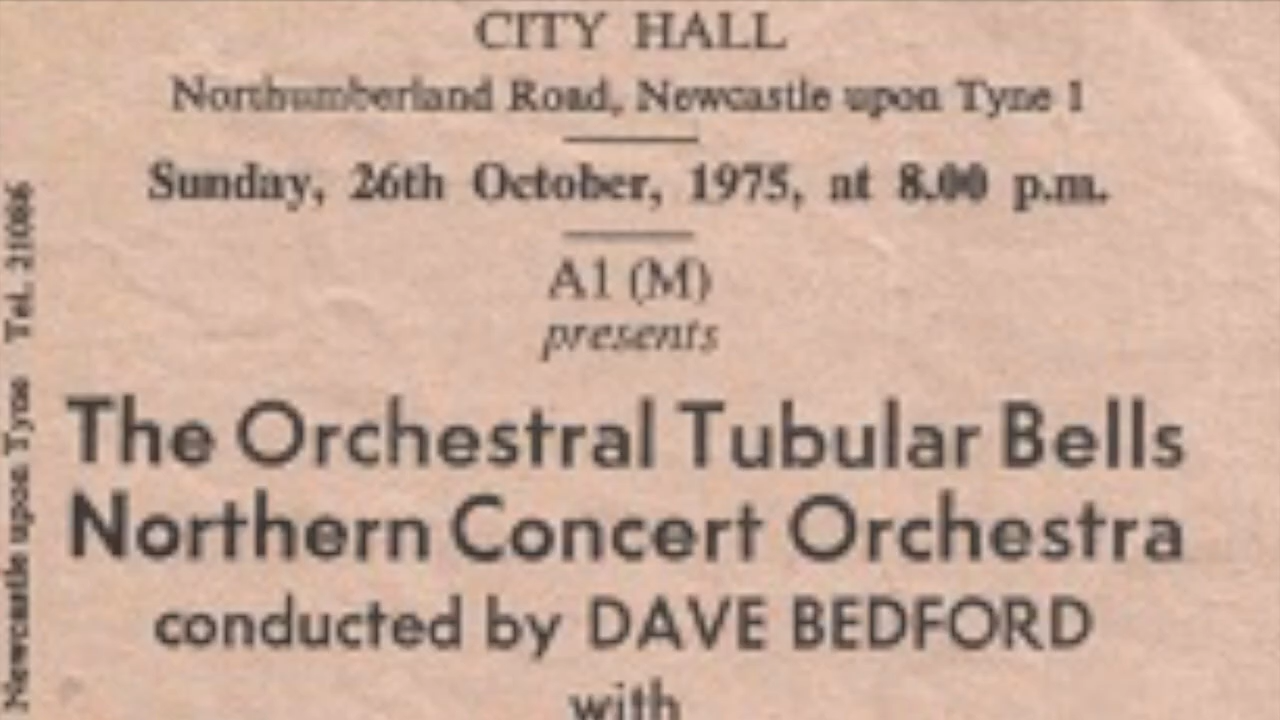 CITY HALL
Northumberland Road, Newcastle upon Tyne 1
Sunday, 26th October, 1975, at 8.00 p.m.
A1 (M)
presents
The Orchestral Tubular Bells
Northern Concert Orchestra
conducted by DAVE BEDFORD
with
Newcastle upon Tyne Tel.